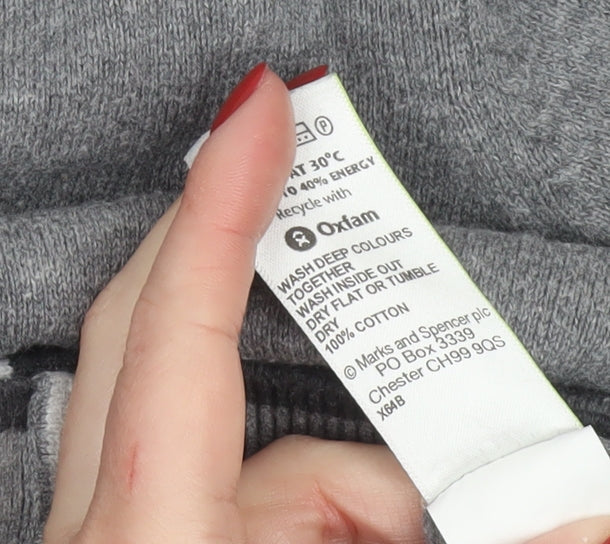 P
AT 30°C
TO 40% ENERGY
Recycle with
Oxfam
WASH DEEP COLOURS
TOGETHER
WASH INSIDE OUT
DRY FLAT OR TUMBLE
DRY
100% COTTON
© Marks and Spencer plc
PO Box 3339
Chester CH99 9QS
X64B